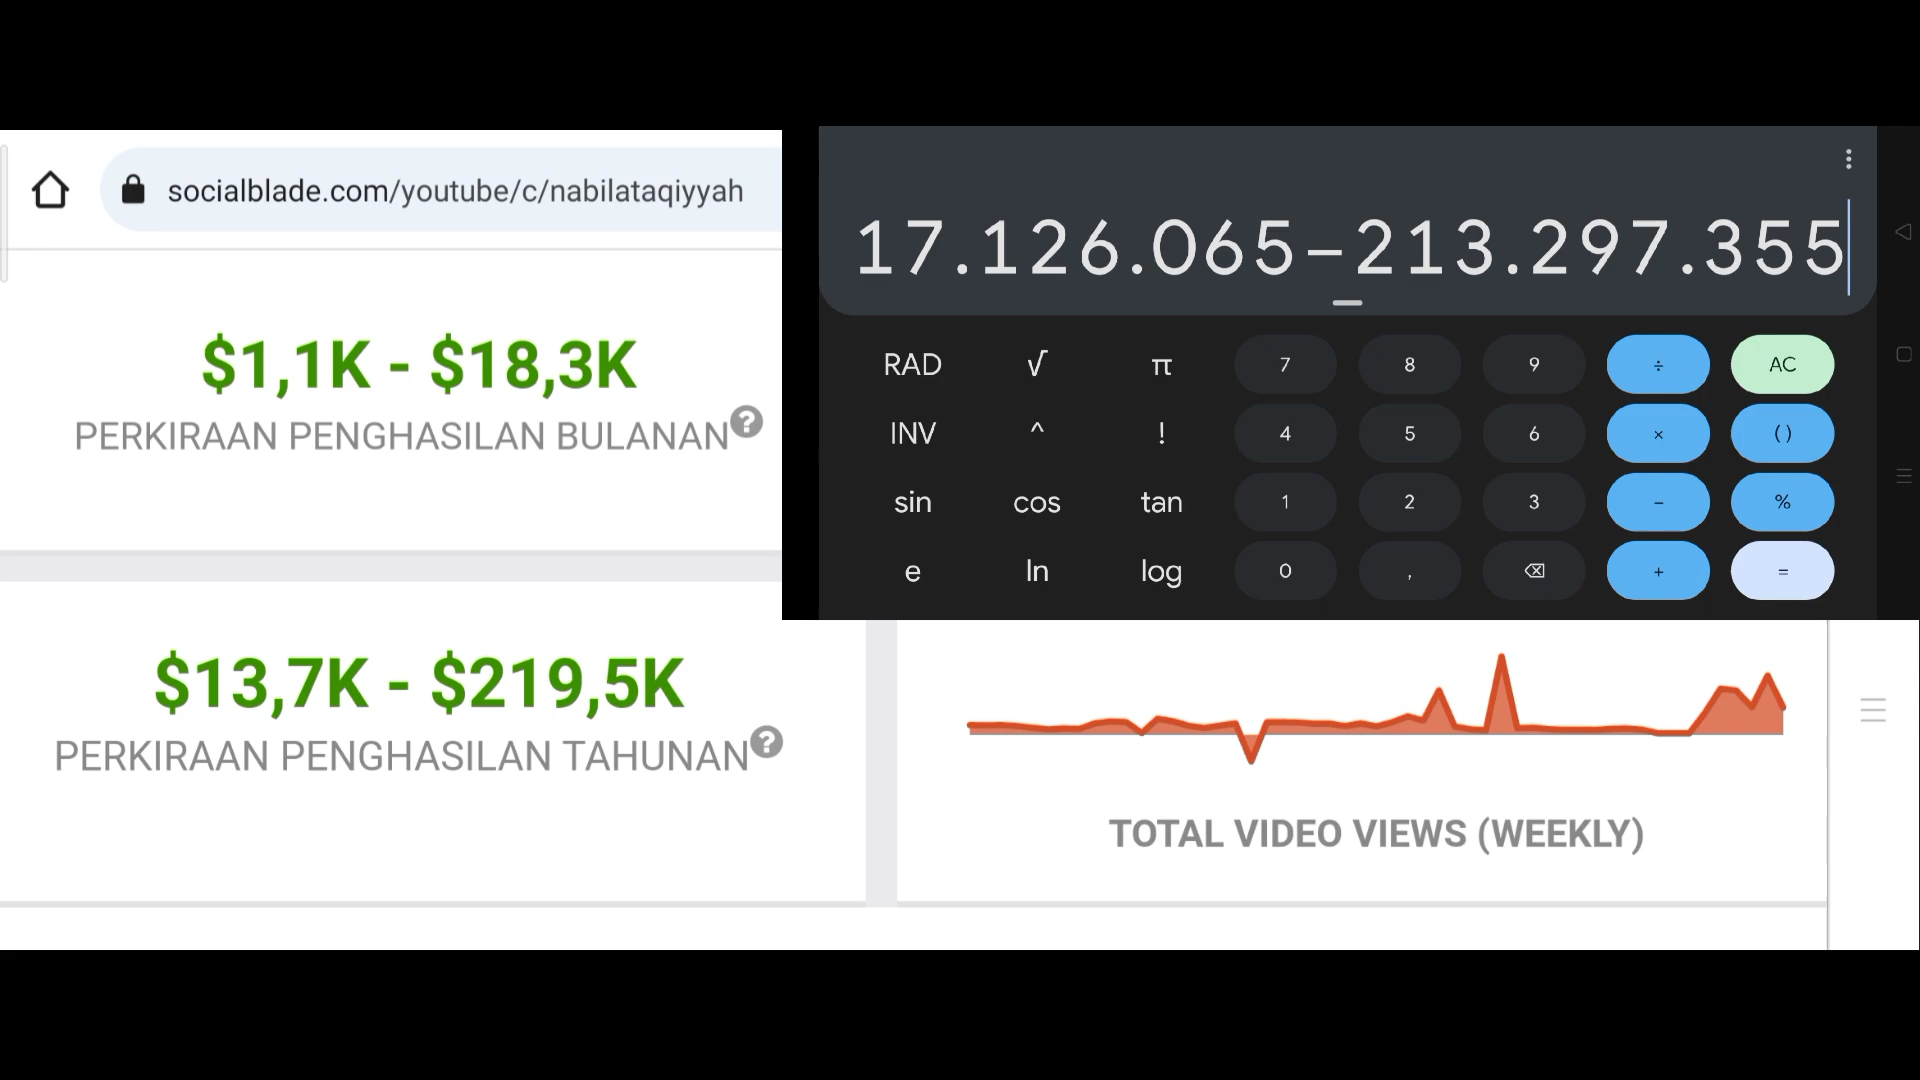 socialblade.com/youtube/c/nabilataqiyyah
$1,1K - $18,3K
PERKIRAAN PENGHASILAN BULANAN?
$13,7K - $219,5K
PERKIRAAN PENGHASILAN TAHUNAN?
17.126.065–213.297.355
RAD √ π 7 8 9 ÷ AC
INV ^ ! 4 5 6 × ( )
sin cos tan 1 2 3 − %
e ln log 0 , + =
TOTAL VIDEO VIEWS (WEEKLY)